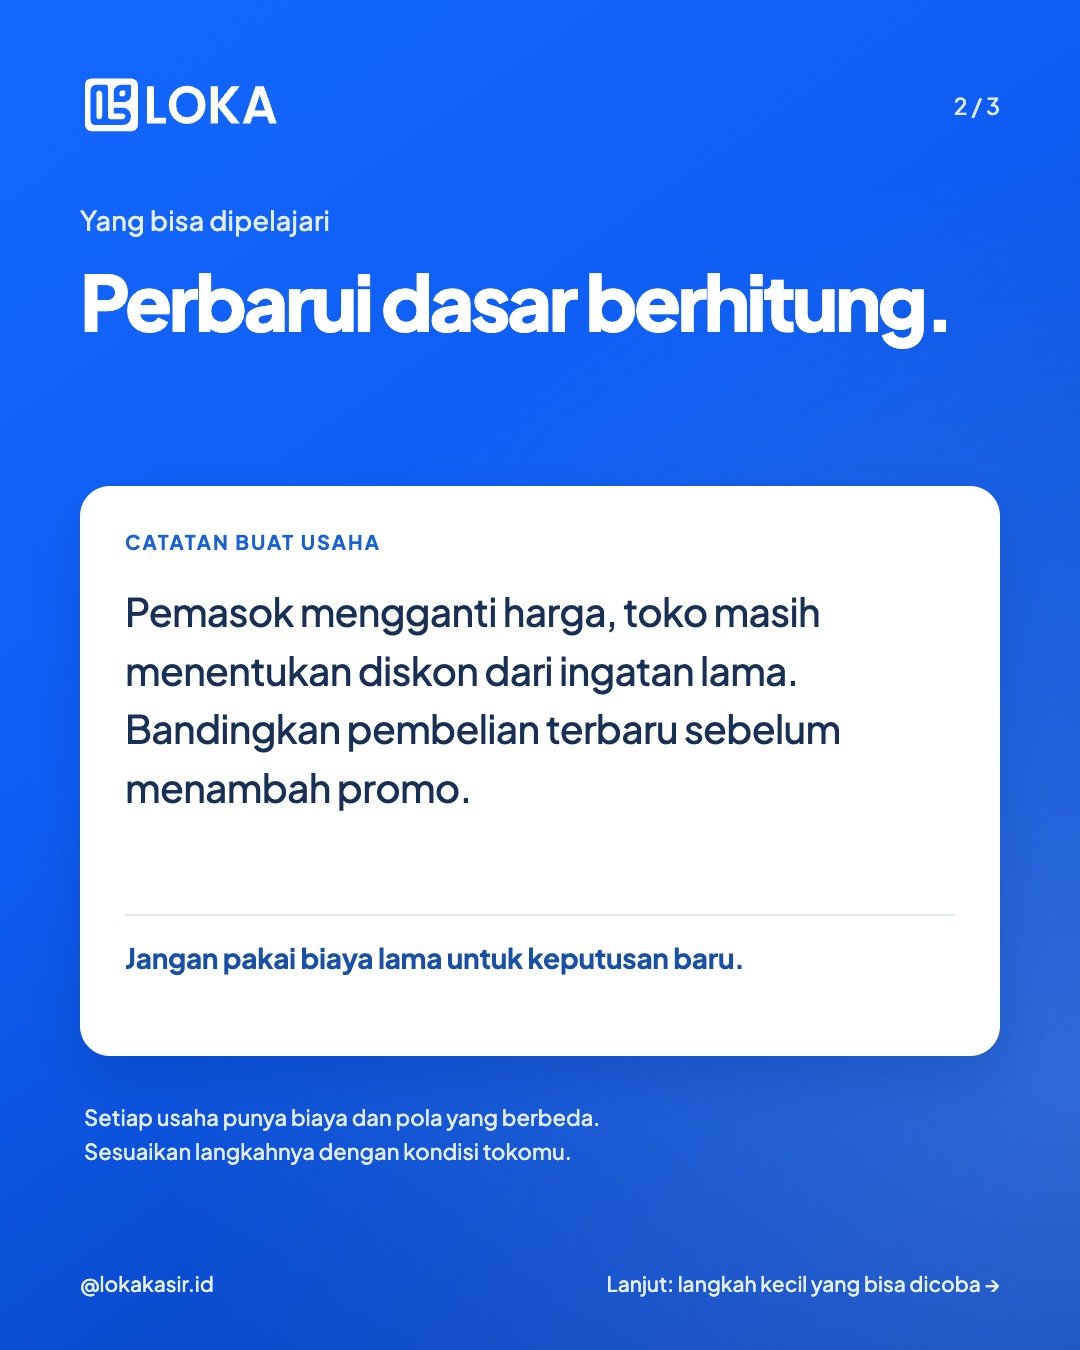 LOKA
2 / 3
Yang bisa dipelajari
Perbarui dasar berhitung.
CATATAN BUAT USAHA
Pemasok mengganti harga, toko masih
menentukan diskon dari ingatan lama.
Bandingkan pembelian terbaru sebelum
menambah promo.
Jangan pakai biaya lama untuk keputusan baru.
Setiap usaha punya biaya dan pola yang berbeda.
Sesuaikan langkahnya dengan kondisi tokomu.
@lokakasir.id
Lanjut: langkah kecil yang bisa dicoba →